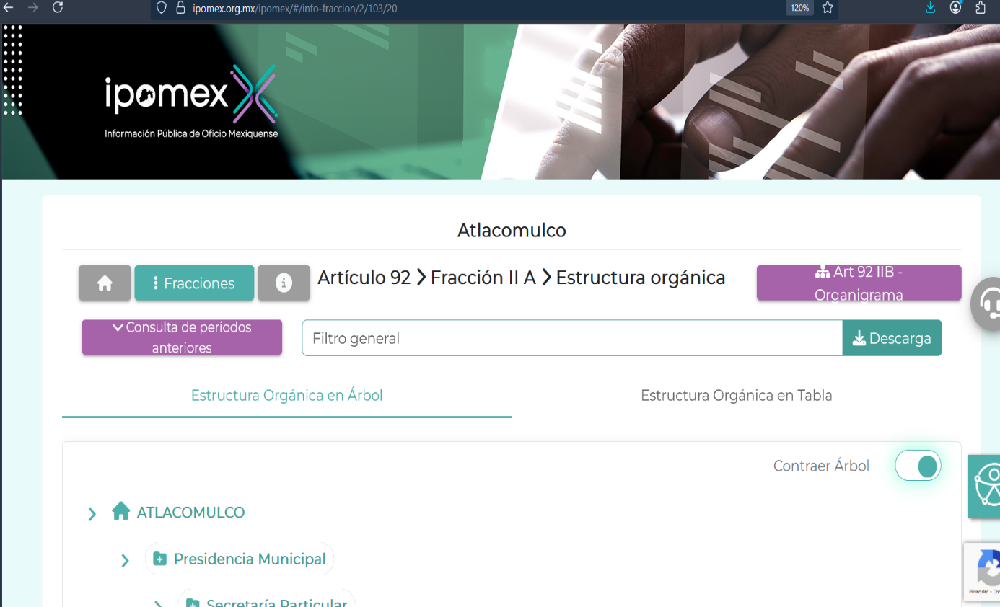 ipomex.org.mx/ipomex/#/info-fraccion/2/103/20
120%
ipomex
Información Pública de Oficio Mexiquense
Atlacomulco
Fracciones
Artículo 92 > Fracción II A > Estructura orgánica
Art 92 IIB -
Organigrama
Consulta de periodos
anteriores
Filtro general
Descarga
Estructura Orgánica en Árbol
Estructura Orgánica en Tabla
Contraer Árbol
ATLACOMULCO
Presidencia Municipal
Secretaría Particular
Privacidad